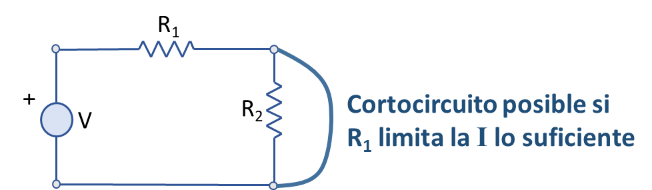 R₁
+
V
R₂
Cortocircuito posible si
R₁ limita la I lo suficiente